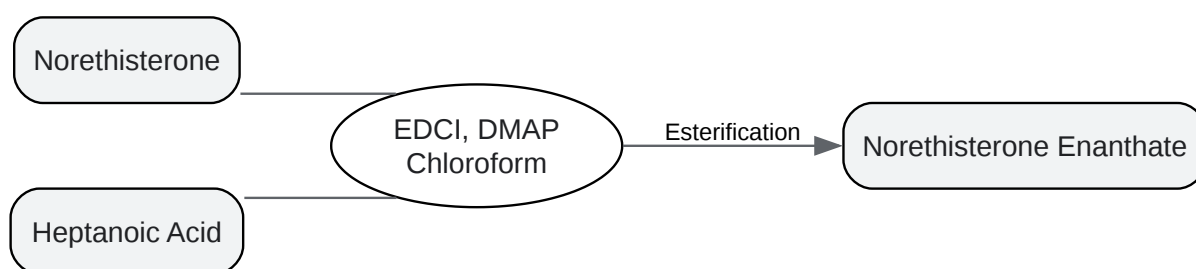 Norethisterone
EDCI, DMAP
Chloroform
Esterification
Norethisterone Enanthate
Heptanoic Acid